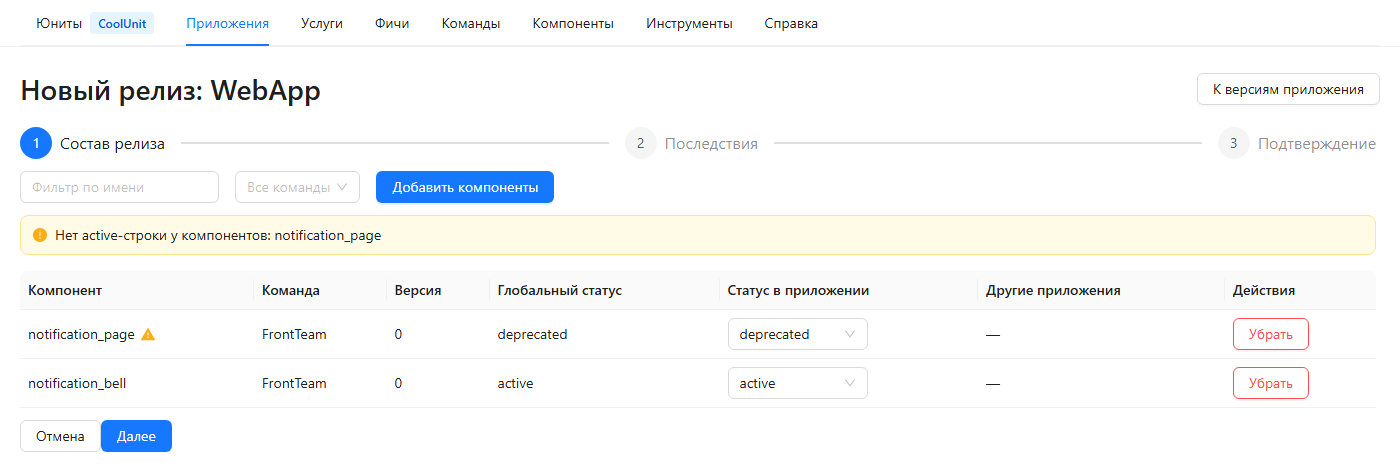 Юниты CoolUnit Приложения Услуги Фичи Команды Компоненты Инструменты Справка
Новый релиз: WebApp К версиям приложения
1 Состав релиза 2 Последствия 3 Подтверждение
Фильтр по имени Все команды Добавить компоненты
Нет active-строки у компонентов: notification_page
Компонент Команда Версия Глобальный статус Статус в приложении Другие приложения Действия
notification_page FrontTeam 0 deprecated deprecated — Убрать
notification_bell FrontTeam 0 active active — Убрать
Отмена Далее